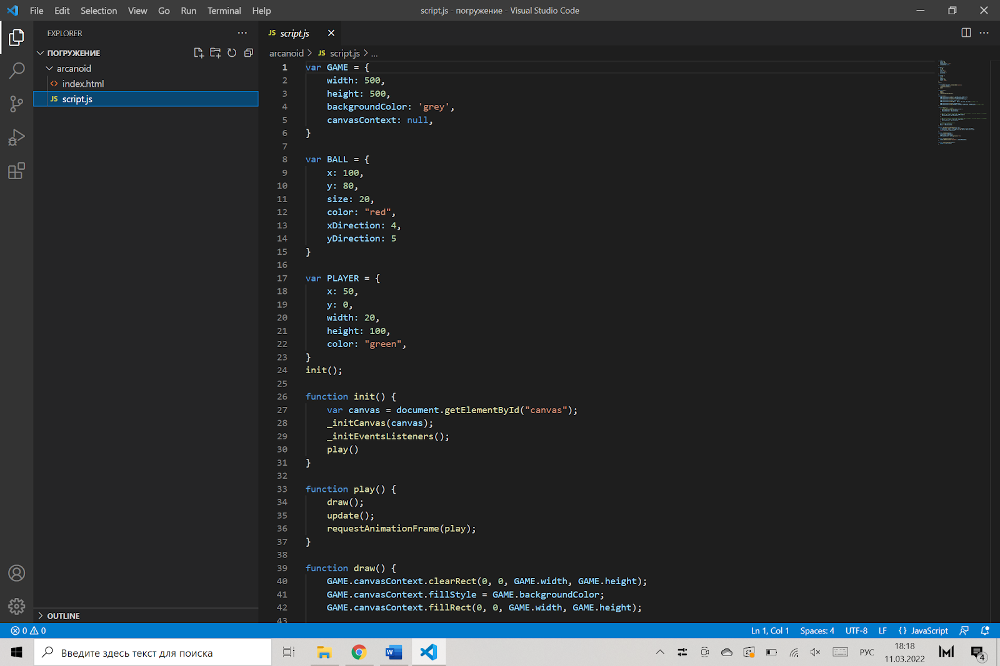 File Edit Selection View Go Run Terminal Help
script.js - погружение - Visual Studio Code
EXPLORER
ПОГРУЖЕНИЕ
arcanoid
index.html
JS script.js
OUTLINE
JS script.js
arcanoid > JS script.js > ...
1 var GAME = {
2 width: 500,
3 height: 500,
4 backgroundColor: 'grey',
5 canvasContext: null,
6 }
7
8 var BALL = {
9 x: 100,
10 y: 80,
11 size: 20,
12 color: "red",
13 xDirection: 4,
14 yDirection: 5
15 }
16
17 var PLAYER = {
18 x: 50,
19 y: 0,
20 width: 20,
21 height: 100,
22 color: "green",
23 }
24 init();
25
26 function init() {
27 var canvas = document.getElementById("canvas");
28 _initCanvas(canvas);
29 _initEventsListeners();
30 play()
31 }
32
33 function play() {
34 draw();
35 update();
36 requestAnimationFrame(play);
37 }
38
39 function draw() {
40 GAME.canvasContext.clearRect(0, 0, GAME.width, GAME.height);
41 GAME.canvasContext.fillStyle = GAME.backgroundColor;
42 GAME.canvasContext.fillRect(0, 0, GAME.width, GAME.height);
43
0 0
Ln 1, Col 1 Spaces: 4 UTF-8 LF {} JavaScript
Введите здесь текст для поиска
РУС
18:18
11.03.2022
4